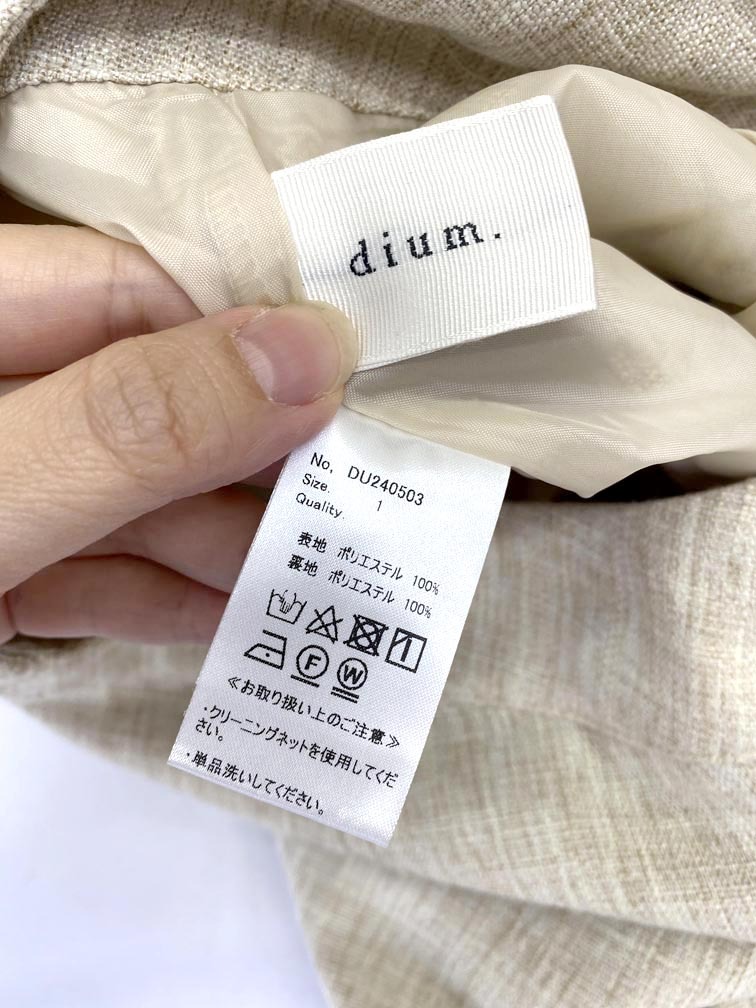 dium.
No. DU240503
Size. 1
Quality.
表地 ポリエステル 100%
裏地 ポリエステル 100%
F W
≪お取り扱い上のご注意≫
・クリーニングネットを使用してくだ
さい。
・単品洗いしてください。